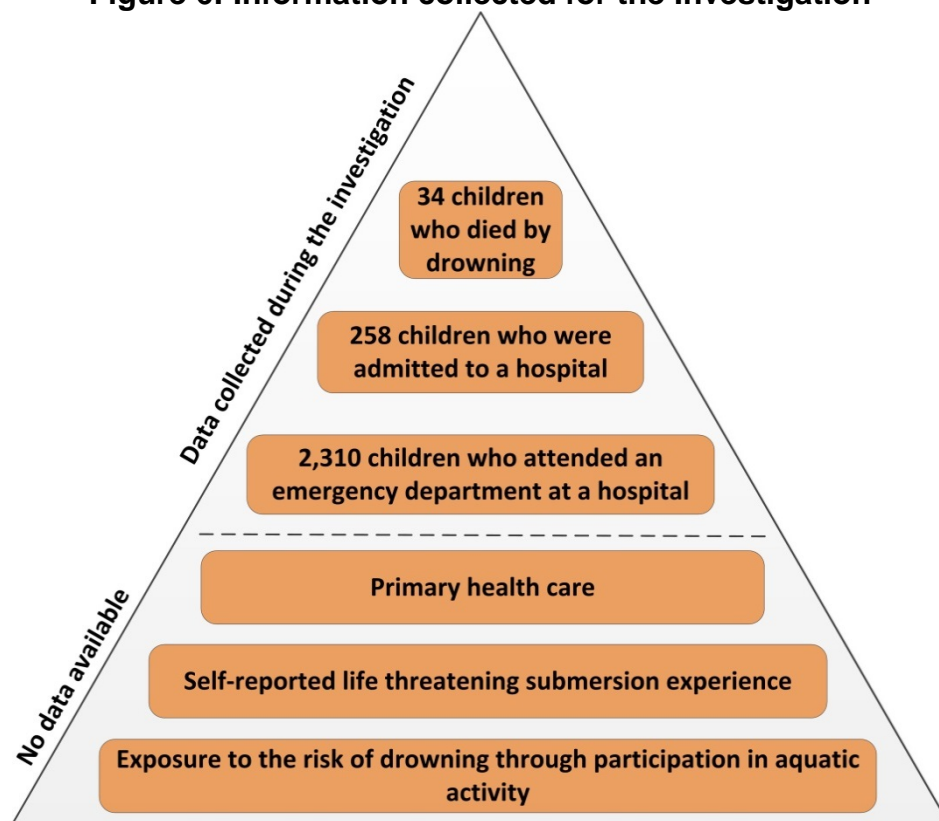 Figure Information collected for the Investigation
Data collected during the investigation
34 children
who died by
drowning
258 children who were
admitted to a hospital
2,310 children who attended an
emergency department at a hospital
No data available
Primary health care
Self-reported life threatening submersion experience
Exposure to the risk of drowning through participation in aquatic
activity